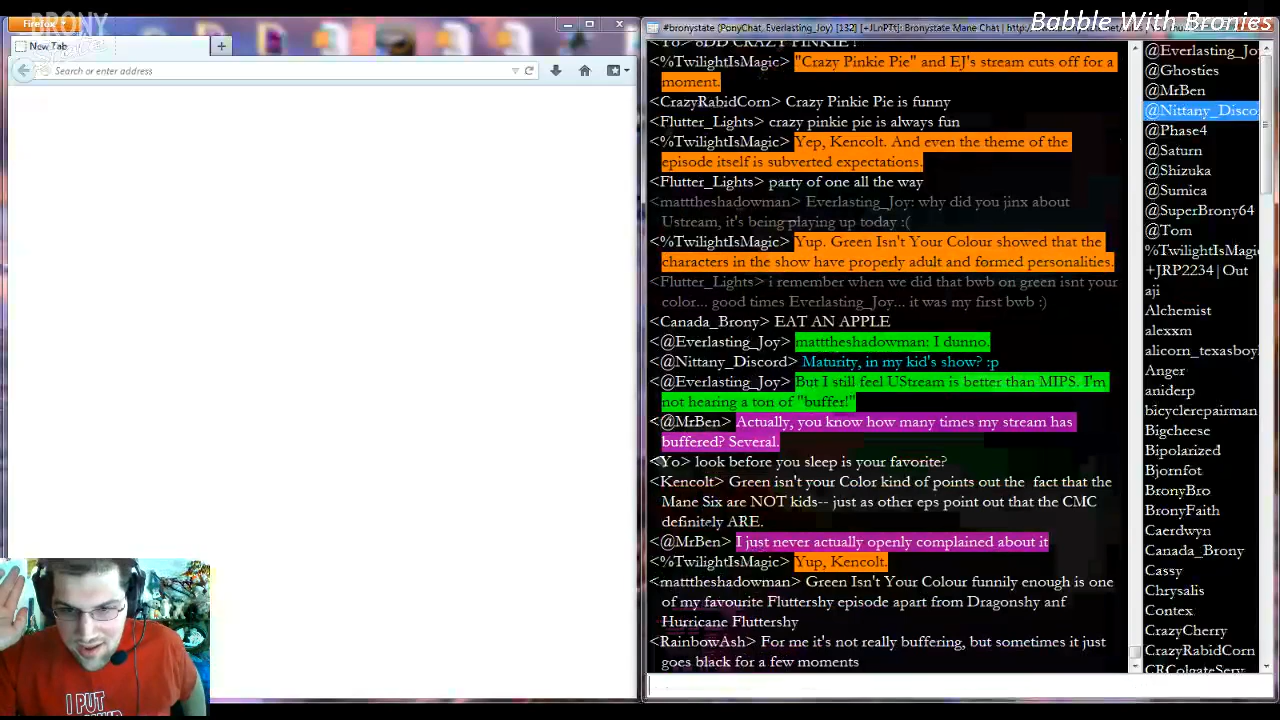 BRONY
Babble With Bronies
Firefox
New Tab
Search or enter address
#bronystate (PonyChat, Everlasting_Joy) [132] [+JLnPTf]: Bronystate Mane Chat | https://
<Yo> 8DD CRAZY PINKIE !
<%TwilightIsMagic> "Crazy Pinkie Pie" and EJ's stream cuts off for a
moment.
<CrazyRabidCorn> Crazy Pinkie Pie is funny
<Flutter_Lights> crazy pinkie pie is always fun
<%TwilightIsMagic> Yep, Kencolt. And even the theme of the
episode itself is subverted expectations.
<Flutter_Lights> party of one all the way
<matttheshadowman> Everlasting_Joy: why did you jinx about
Ustream, it's being playing up today :(
<%TwilightIsMagic> Yup. Green Isn't Your Colour showed that the
characters in the show have properly adult and formed personalities.
<Flutter_Lights> i remember when we did that bwb on green isnt your
color... good times Everlasting_Joy... it was my first bwb :)
<Canada_Brony> EAT AN APPLE
<@Everlasting_Joy> matttheshadowman: I dunno.
<@Nittany_Discord> Maturity, in my kid's show? :p
<@Everlasting_Joy> But I still feel UStream is better than MIPS. I'm
not hearing a ton of "buffer!"
<@MrBen> Actually, you know how many times my stream has
buffered? Several.
<Yo> look before you sleep is your favorite?
<Kencolt> Green isn't your Color kind of points out the  fact that the
Mane Six are NOT kids-- just as other eps point out that the CMC
definitely ARE.
<@MrBen> I just never actually openly complained about it
<%TwilightIsMagic> Yup, Kencolt.
<matttheshadowman> Green Isn't Your Colour funnily enough is one
of my favourite Fluttershy episode apart from Dragonshy anf
Hurricane Fluttershy
<RainbowAsh> For me it's not really buffering, but sometimes it just
goes black for a few moments
@Everlasting_Jo
@Ghosties
@MrBen
@Nittany_Disco
@Phase4
@Saturn
@Shizuka
@Sumica
@SuperBrony64
@Tom
%TwilightIsMagic
+JRP2234|Out
aji
Alchemist
alexxm
alicorn_texasboy
Anger
aniderp
bicyclerepairman
Bigcheese
Bipolarized
Bjornfot
BronyBro
BronyFaith
Caerdwyn
Canada_Brony
Cassy
Chrysalis
Contex
CrazyCherry
CrazyRabidCorn
CRColgateServ
I PUT